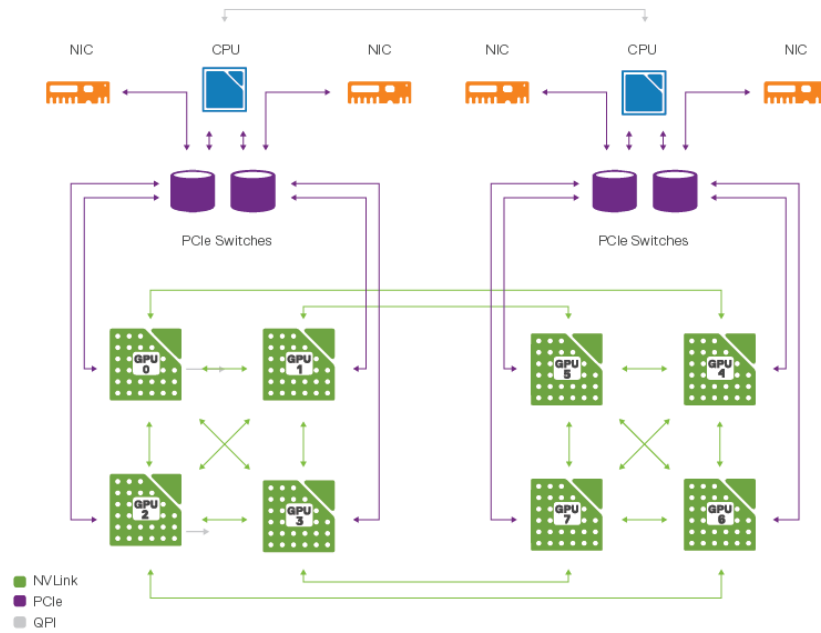 NIC
CPU
NIC
NIC
CPU
NIC
PCIe Switches
PCIe Switches
GPU
0
GPU
1
GPU
5
GPU
4
GPU
2
GPU
3
GPU
7
GPU
6
NVLink
PCIe
QPI